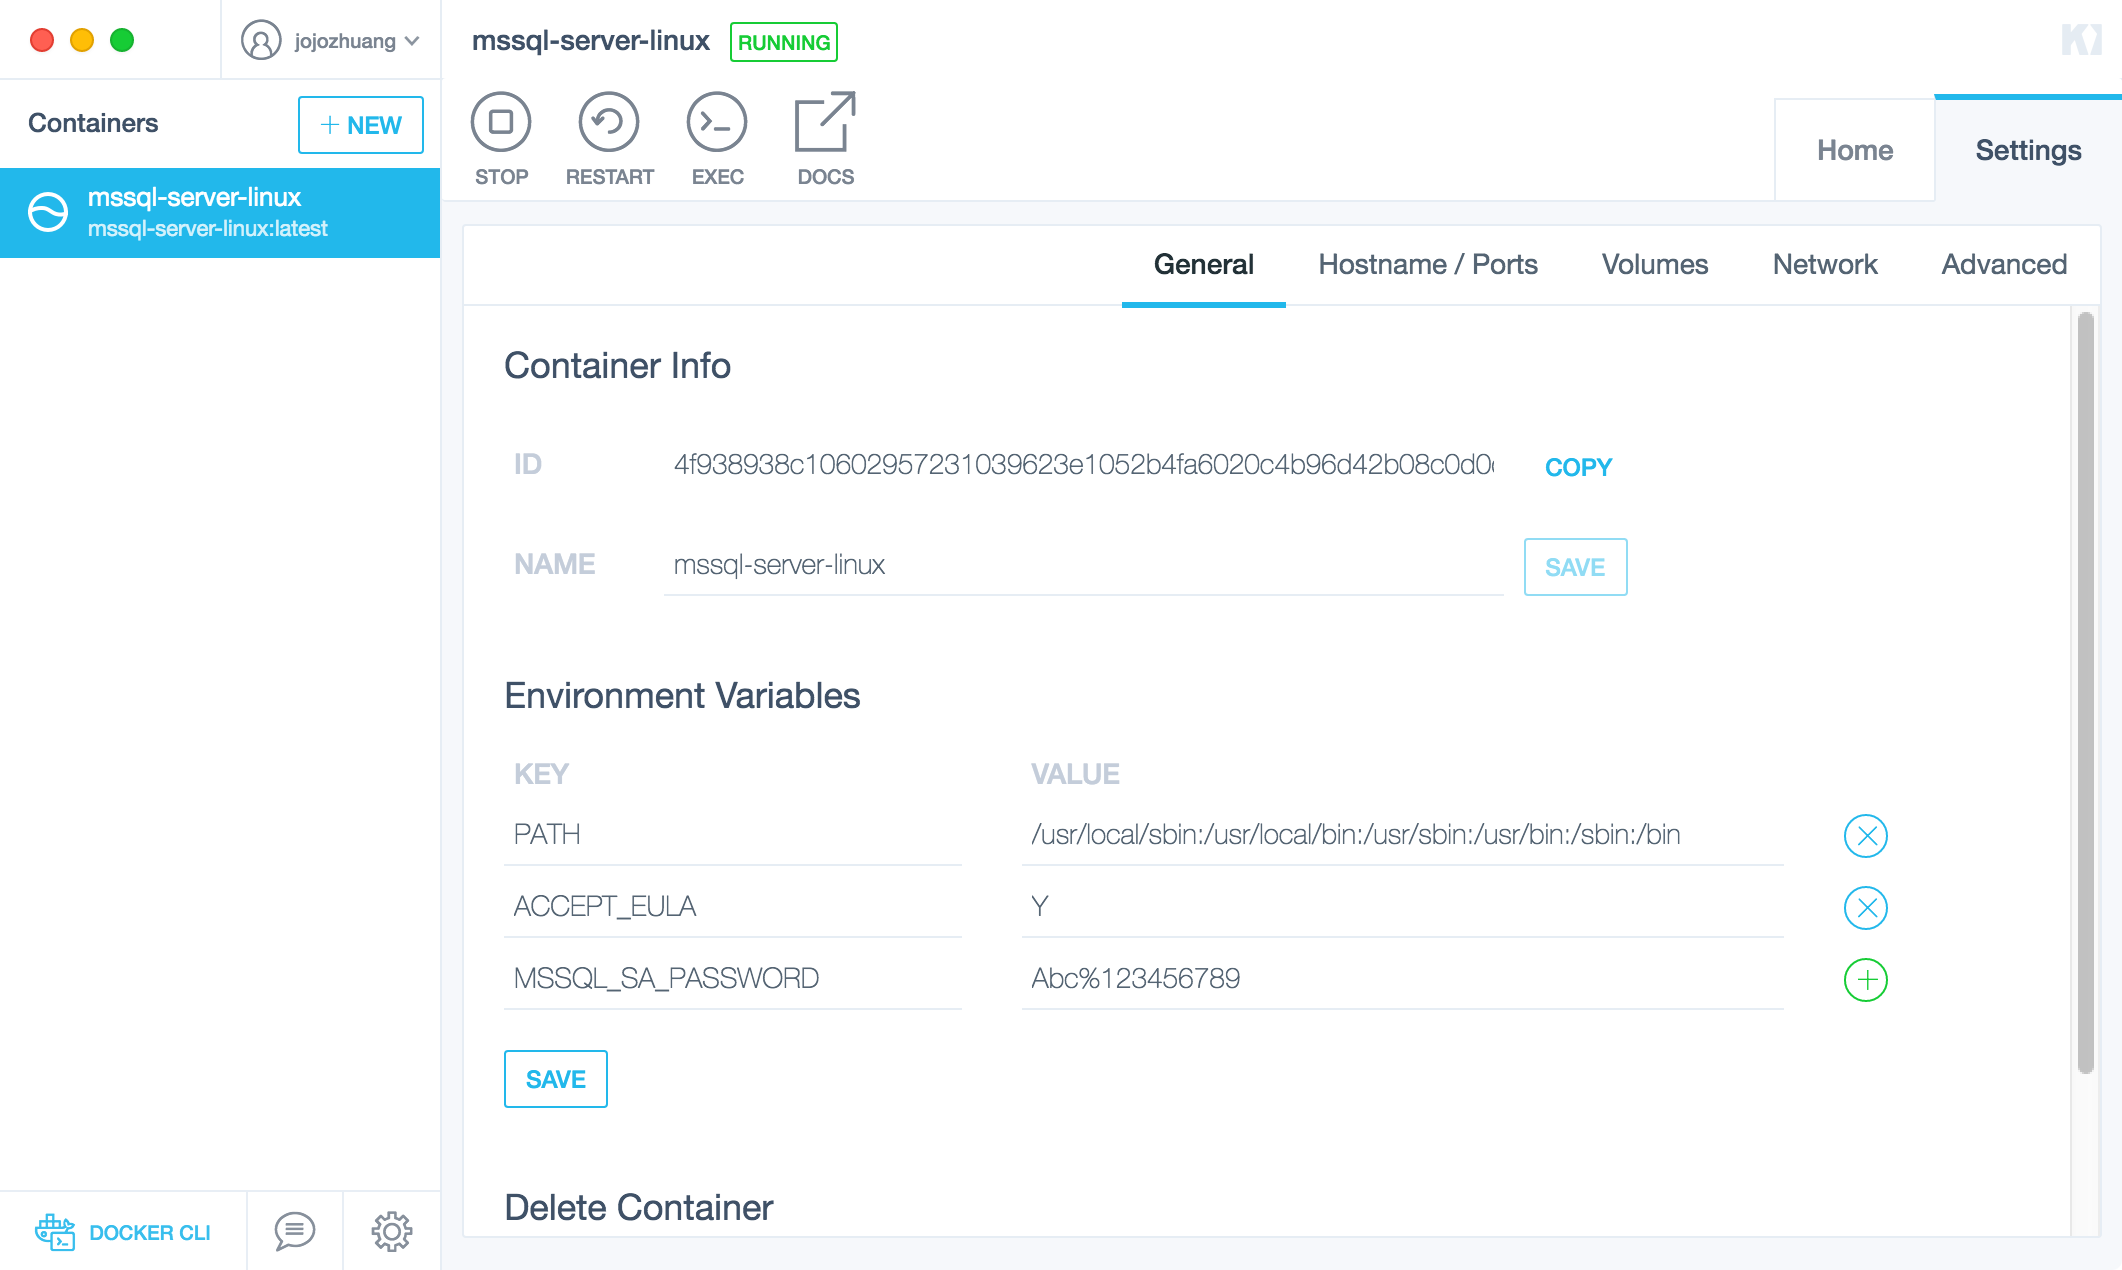 jojozhuang
mssql-server-linux RUNNING
Containers
+ NEW
mssql-server-linux
mssql-server-linux:latest
STOP RESTART EXEC DOCS
Home Settings
General Hostname / Ports Volumes Network Advanced
Container Info
ID 4f938938c10602957231039623e1052b4fa6020c4b96d42b08c0d0 COPY
NAME mssql-server-linux SAVE
Environment Variables
KEY VALUE
PATH /usr/local/sbin:/usr/local/bin:/usr/sbin:/usr/bin:/sbin:/bin
ACCEPT_EULA Y
MSSQL_SA_PASSWORD Abc%123456789
SAVE
Delete Container
DOCKER CLI